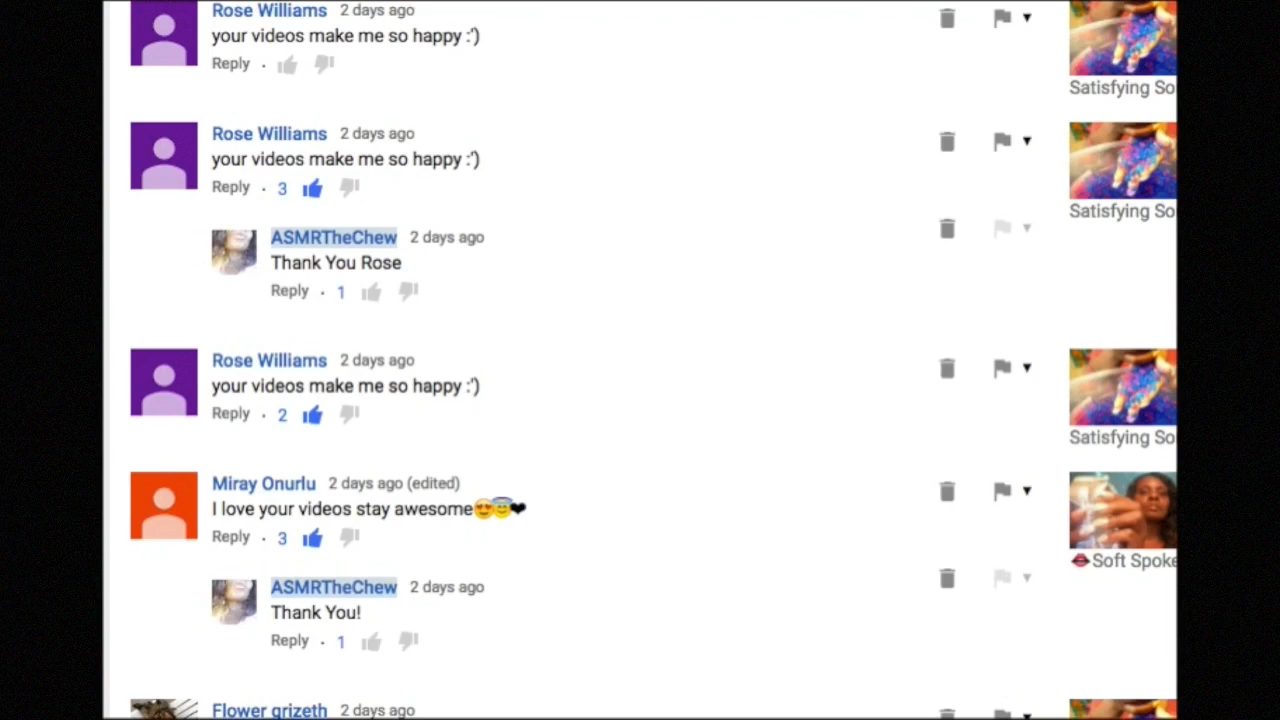 Rose Williams 2 days ago
your videos make me so happy :')
Reply ·
Satisfying So
Rose Williams 2 days ago
your videos make me so happy :')
Reply · 3
Satisfying So
ASMRTheChew 2 days ago
Thank You Rose
Reply · 1
Rose Williams 2 days ago
your videos make me so happy :')
Reply · 2
Satisfying So
Miray Onurlu 2 days ago (edited)
I love your videos stay awesome😍😇❤
Reply · 3
👄Soft Spoke
ASMRTheChew 2 days ago
Thank You!
Reply · 1
Flower grizeth 2 days ago